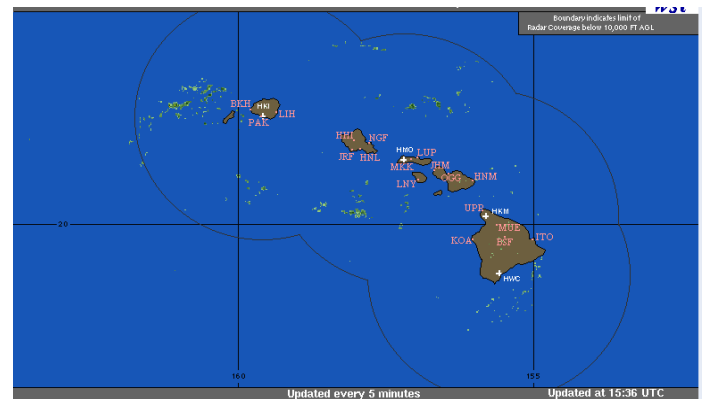 Boundary indicates limit of
Radar Coverage below 10,000 FT AGL
BKH
HKI
LIH
PAK
HHI
NGF
JRF
HNL
HMO
LUP
MKK
JHM
LNY
OGG
HNM
UPP
HKM
20
MUE
KOA
BSF
ITO
HWC
160
155
Updated every 5 minutes
Updated at 15:36 UTC